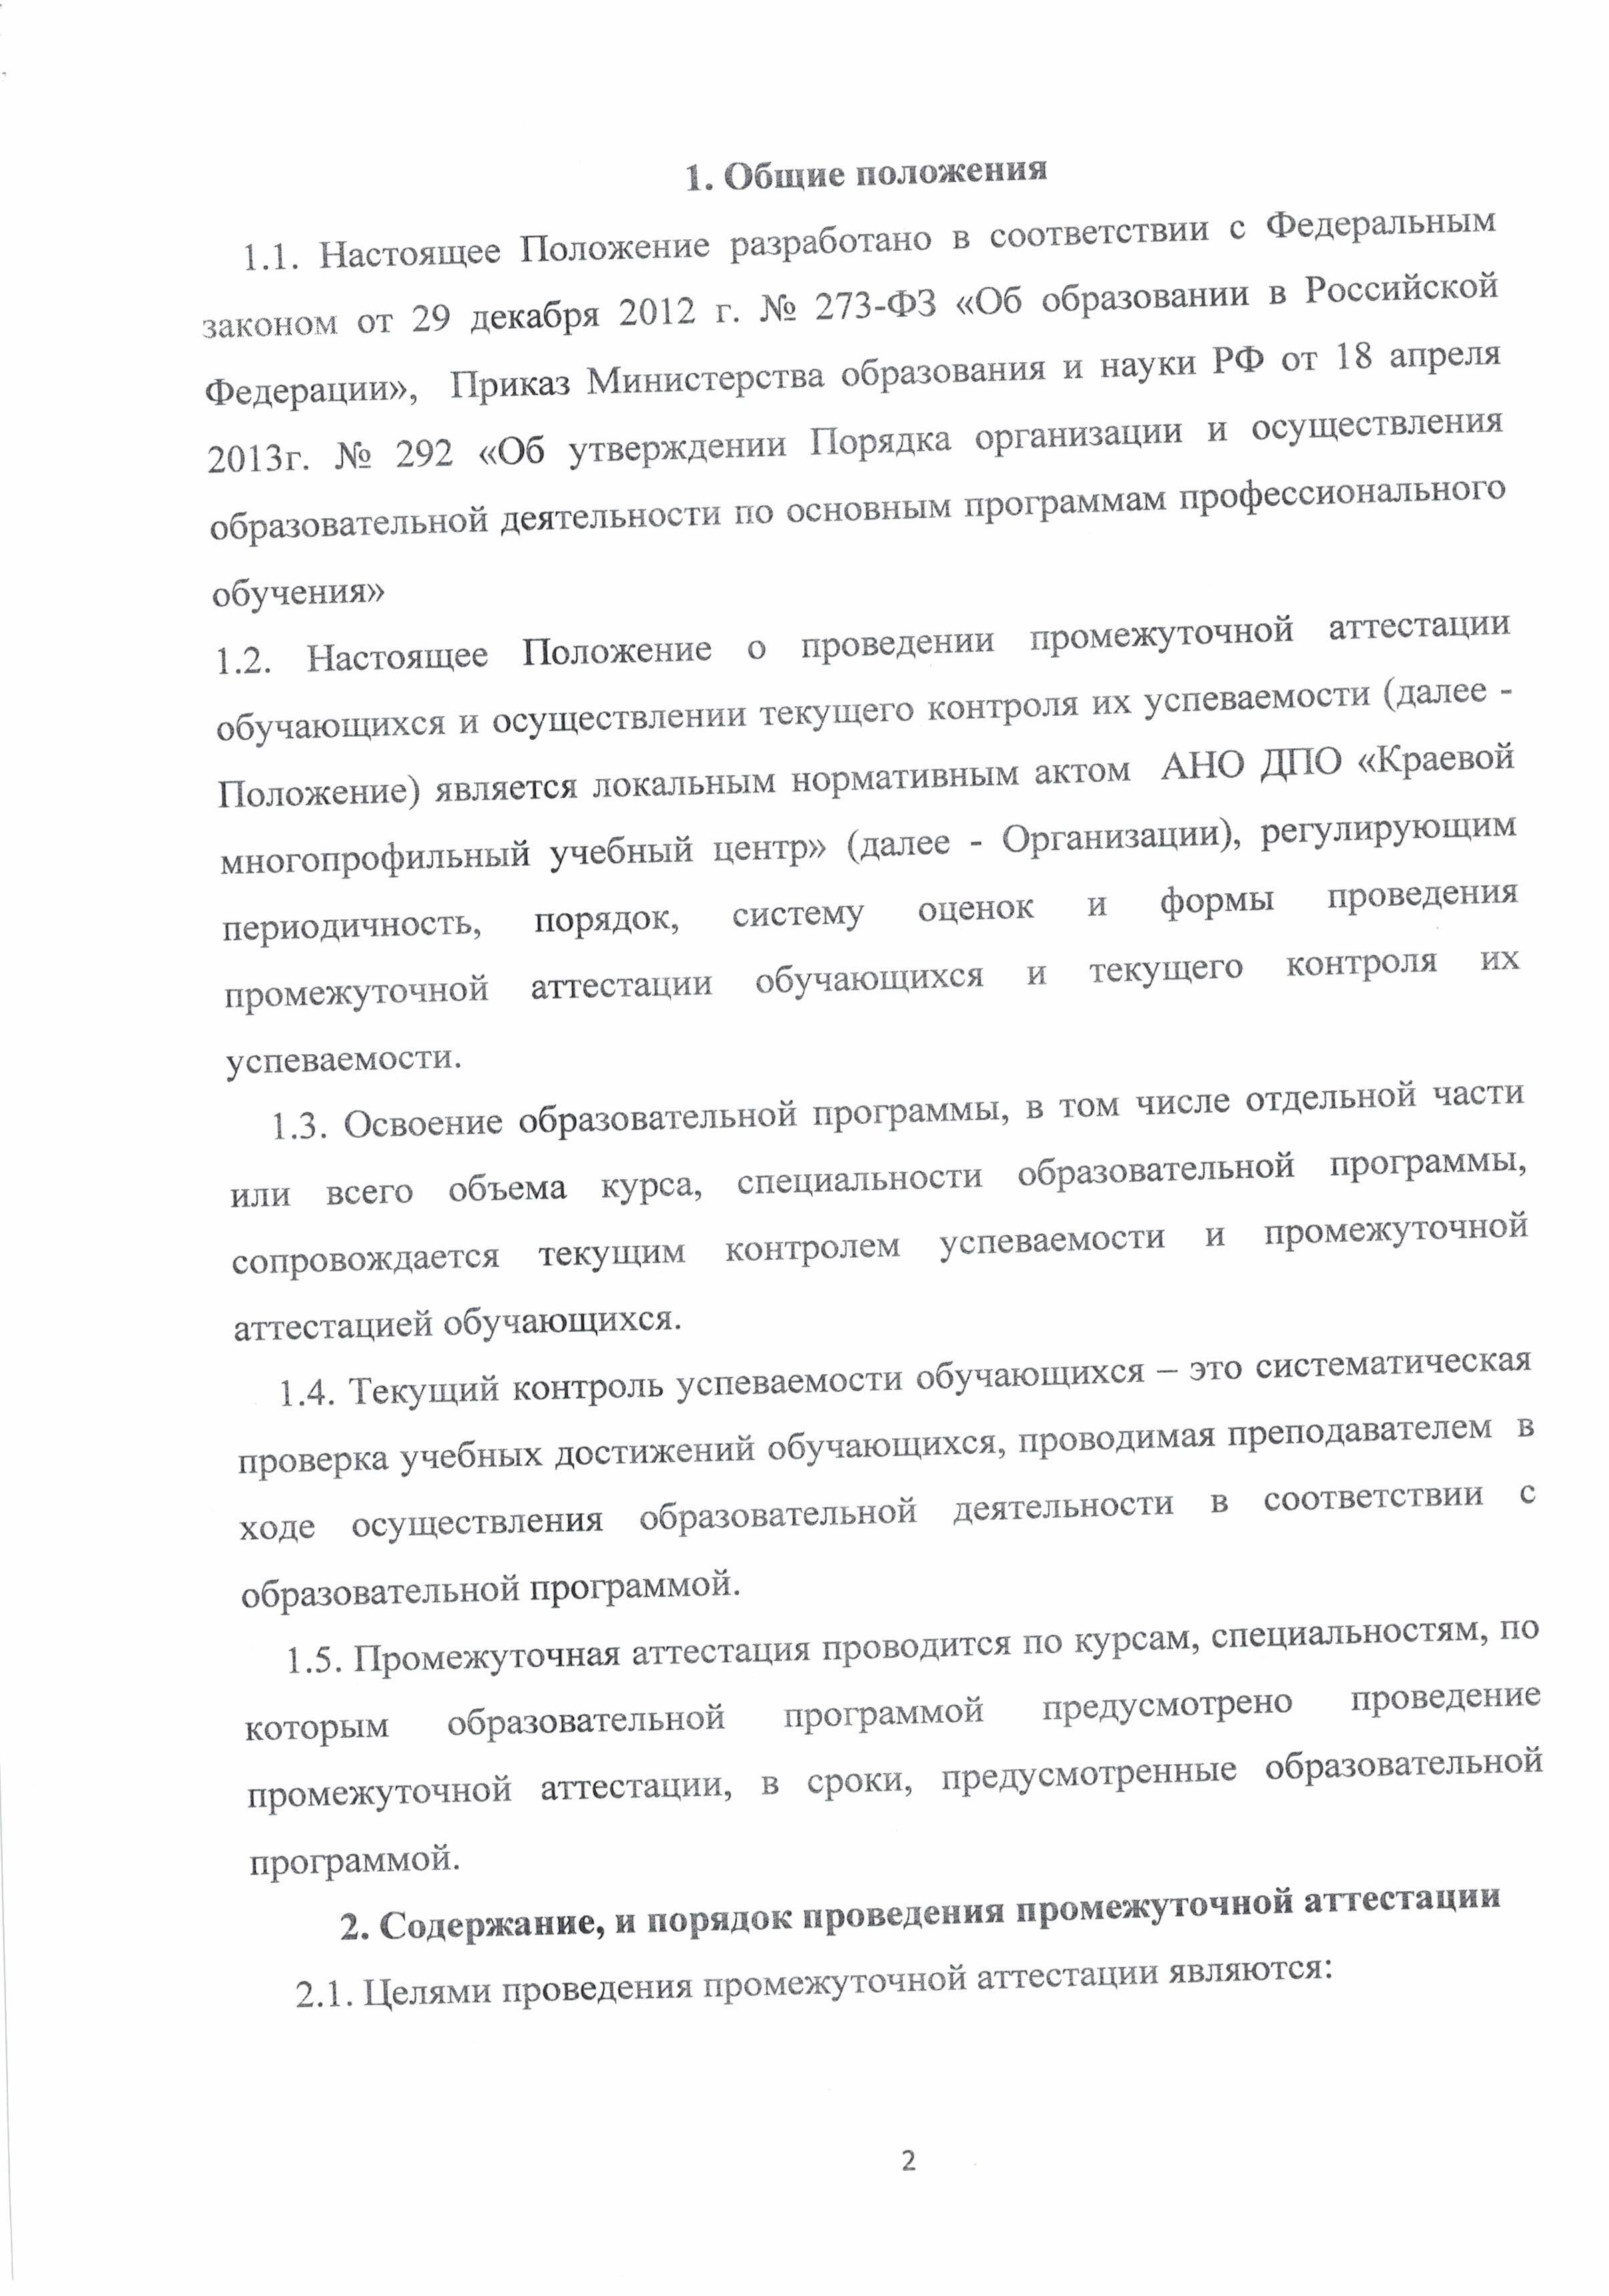 1. Общие положения
1.1. Настоящее Положение разработано в соответствии с Федеральным
законом от 29 декабря 2012 г. № 273-ФЗ «Об образовании в Российской
Федерации», Приказ Министерства образования и науки РФ от 18 апреля
2013г. № 292 «Об утверждении Порядка организации и осуществления
образовательной деятельности по основным программам профессионального
обучения»
1.2. Настоящее Положение о проведении промежуточной аттестации
обучающихся и осуществлении текущего контроля их успеваемости (далее -
Положение) является локальным нормативным актом АНО ДПО «Краевой
многопрофильный учебный центр» (далее - Организации), регулирующим
периодичность, порядок, систему оценок и формы проведения
промежуточной аттестации обучающихся и текущего контроля их
успеваемости.
1.3. Освоение образовательной программы, в том числе отдельной части
или всего объема курса, специальности образовательной программы,
сопровождается текущим контролем успеваемости и промежуточной
аттестацией обучающихся.
1.4. Текущий контроль успеваемости обучающихся – это систематическая
проверка учебных достижений обучающихся, проводимая преподавателем в
ходе осуществления образовательной деятельности в соответствии с
образовательной программой.
1.5. Промежуточная аттестация проводится по курсам, специальностям, по
которым образовательной программой предусмотрено проведение
промежуточной аттестации, в сроки, предусмотренные образовательной
программой.
2. Содержание, и порядок проведения промежуточной аттестации
2.1. Целями проведения промежуточной аттестации являются:
2